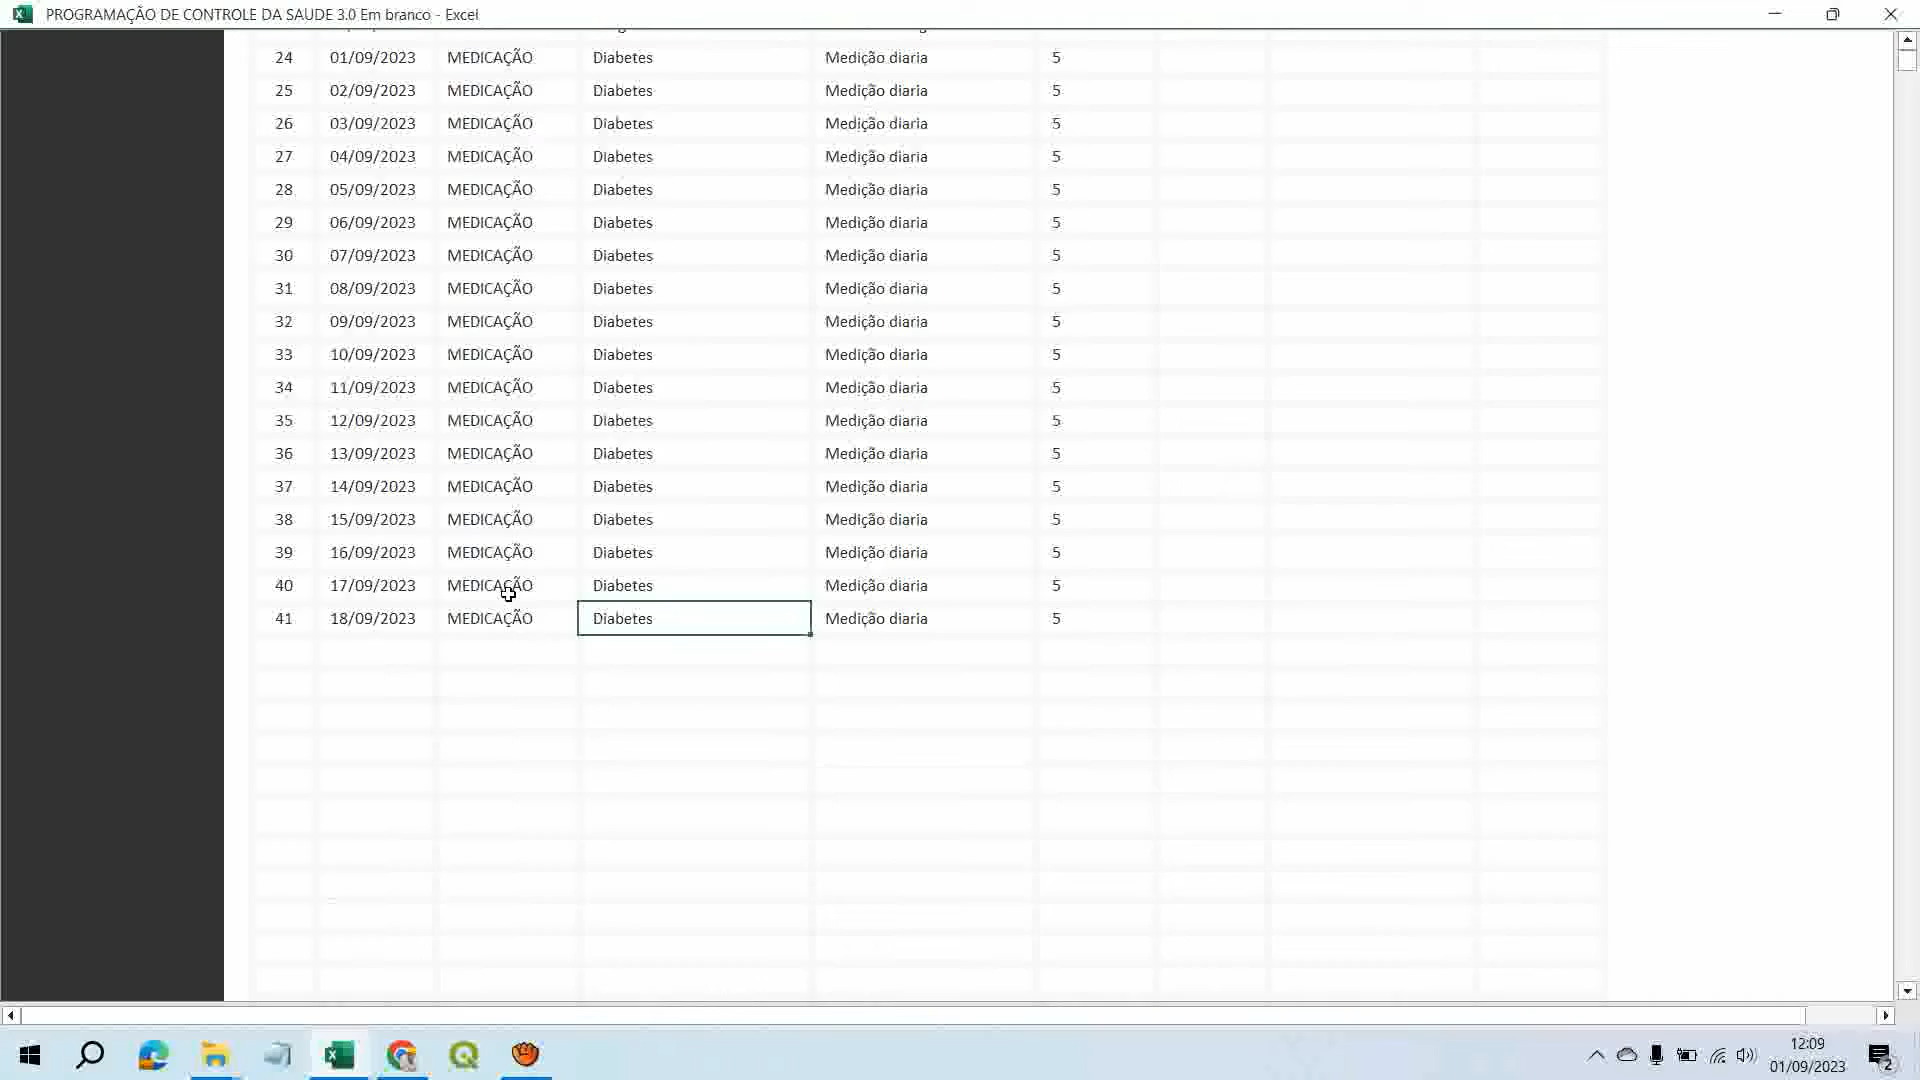 PROGRAMAÇÃO DE CONTROLE DA SAUDE 3.0 Em branco - Excel
24 01/09/2023 MEDICAÇÃO Diabetes Medição diaria 5
25 02/09/2023 MEDICAÇÃO Diabetes Medição diaria 5
26 03/09/2023 MEDICAÇÃO Diabetes Medição diaria 5
27 04/09/2023 MEDICAÇÃO Diabetes Medição diaria 5
28 05/09/2023 MEDICAÇÃO Diabetes Medição diaria 5
29 06/09/2023 MEDICAÇÃO Diabetes Medição diaria 5
30 07/09/2023 MEDICAÇÃO Diabetes Medição diaria 5
31 08/09/2023 MEDICAÇÃO Diabetes Medição diaria 5
32 09/09/2023 MEDICAÇÃO Diabetes Medição diaria 5
33 10/09/2023 MEDICAÇÃO Diabetes Medição diaria 5
34 11/09/2023 MEDICAÇÃO Diabetes Medição diaria 5
35 12/09/2023 MEDICAÇÃO Diabetes Medição diaria 5
36 13/09/2023 MEDICAÇÃO Diabetes Medição diaria 5
37 14/09/2023 MEDICAÇÃO Diabetes Medição diaria 5
38 15/09/2023 MEDICAÇÃO Diabetes Medição diaria 5
39 16/09/2023 MEDICAÇÃO Diabetes Medição diaria 5
40 17/09/2023 MEDICAÇÃO Diabetes Medição diaria 5
41 18/09/2023 MEDICAÇÃO Diabetes Medição diaria 5
12:09
01/09/2023
2